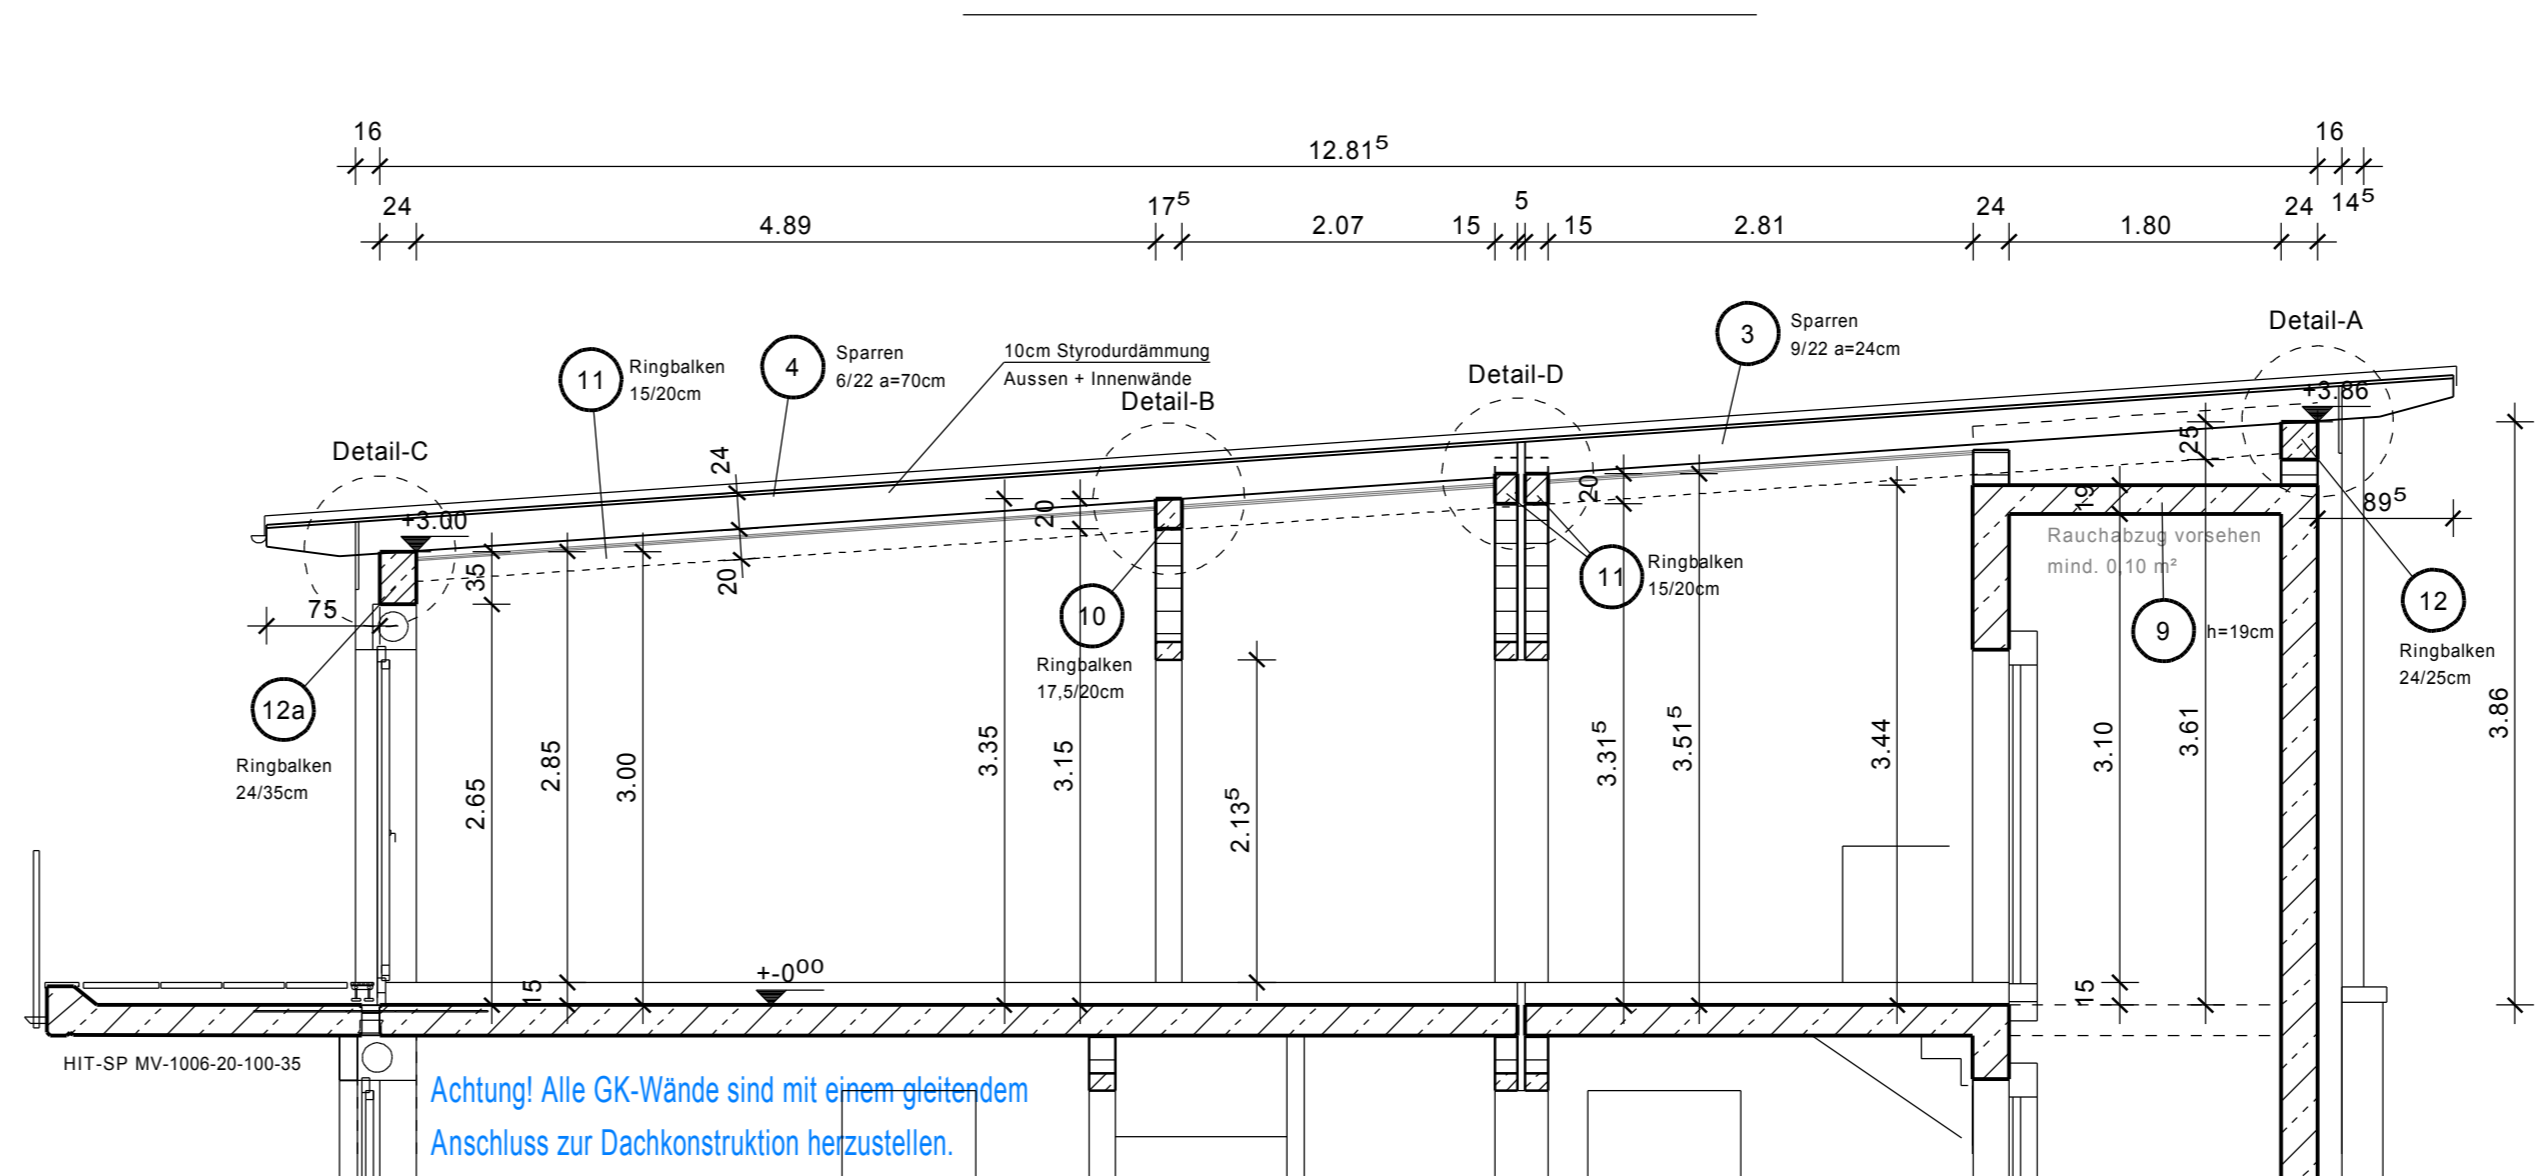 16
12.81⁵
16
24
4.89
17⁵
2.07
15
5
15
2.81
24
1.80
24
14⁵
Detail-C
Detail-B
Detail-D
Detail-A
11
Ringbalken
15/20cm
4
Sparren
6/22 a=70cm
10cm Styrodurdämmung
Aussen + Innenwände
3
Sparren
9/22 a=24cm
+3.86
+3.00
24
20
20
20
25
19
89⁵
35
75
Rauchabzug vorsehen
mind. 0,10 m²
12a
Ringbalken
24/35cm
10
Ringbalken
17,5/20cm
11
Ringbalken
15/20cm
9
h=19cm
12
Ringbalken
24/25cm
2.65
2.85
3.00
3.35
3.15
2.13⁵
3.31⁵
3.51⁵
3.44
3.10
3.61
3.86
15
+-0⁰⁰
15
HIT-SP MV-1006-20-100-35
Achtung! Alle GK-Wände sind mit einem gleitendem
Anschluss zur Dachkonstruktion herzustellen.